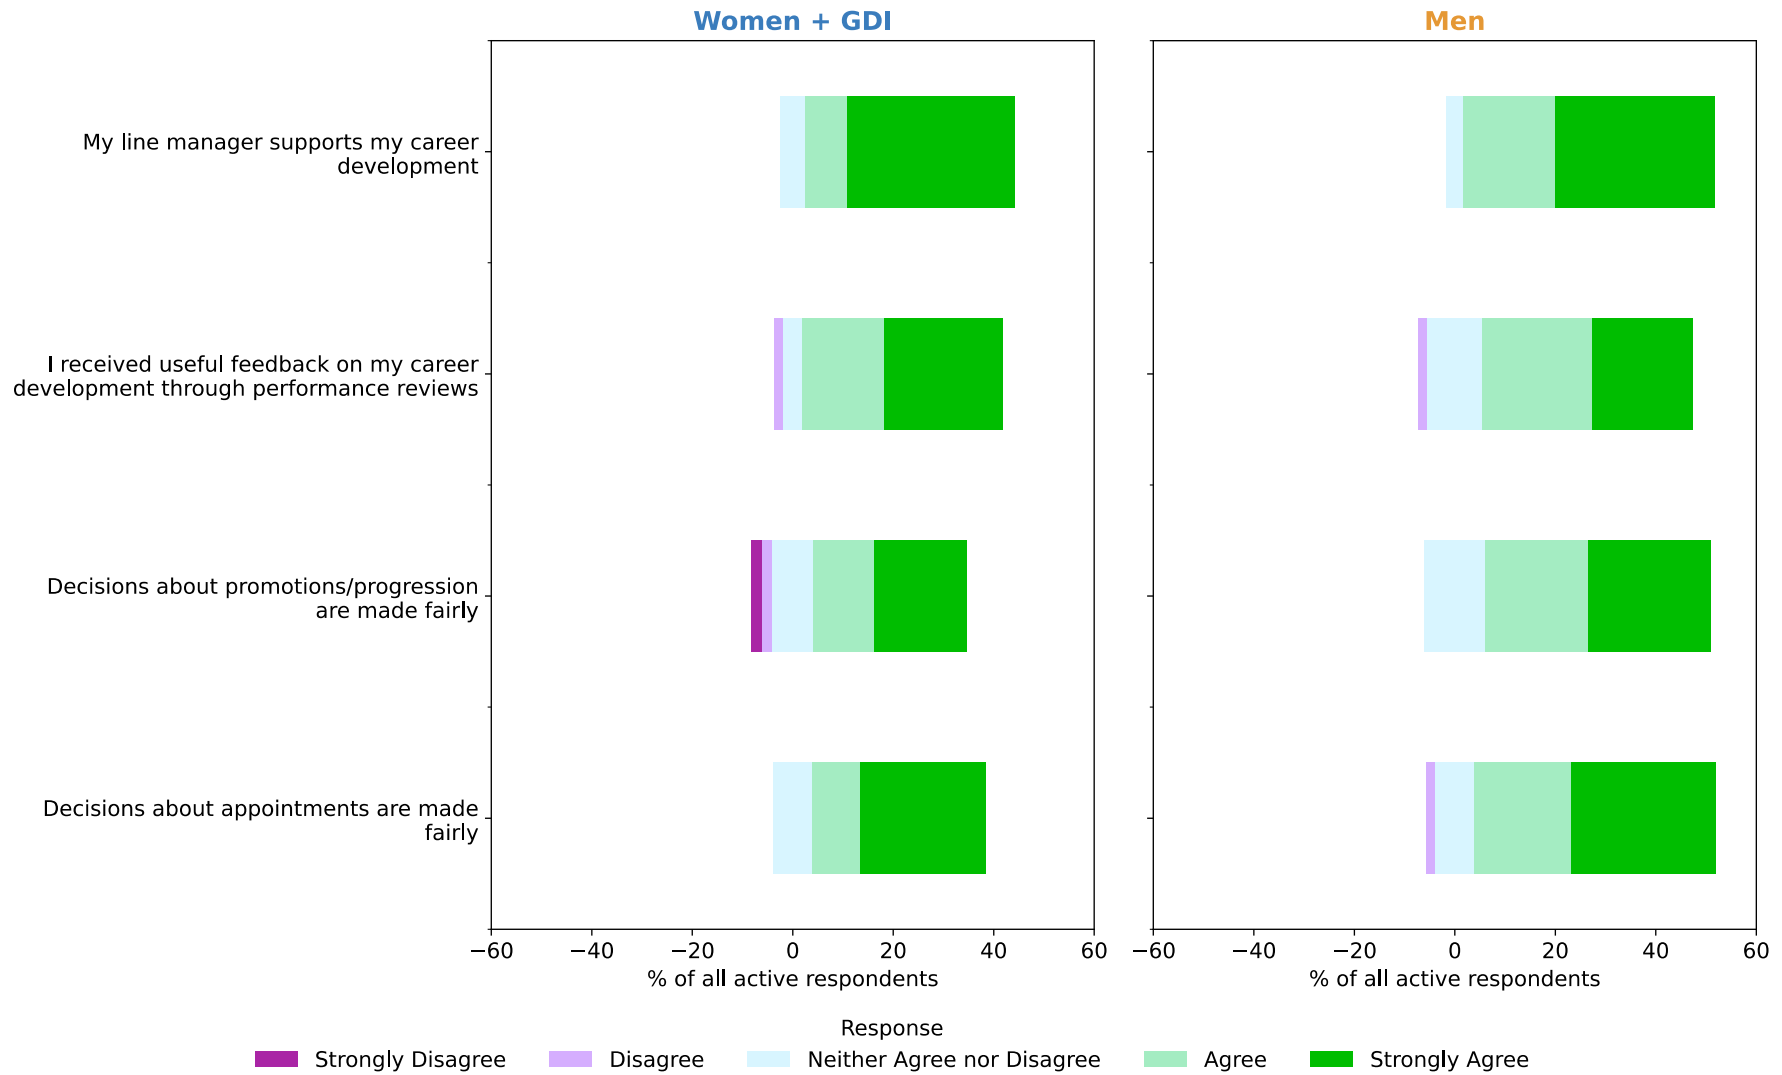 Women + GDI
Men
My line manager supports my career
development
I received useful feedback on my career
development through performance reviews
Decisions about promotions/progression
are made fairly
Decisions about appointments are made
fairly
−60 −40 −20 0 20 40 60
−60 −40 −20 0 20 40 60
% of all active respondents
% of all active respondents
Response
Strongly Disagree Disagree Neither Agree nor Disagree Agree Strongly Agree